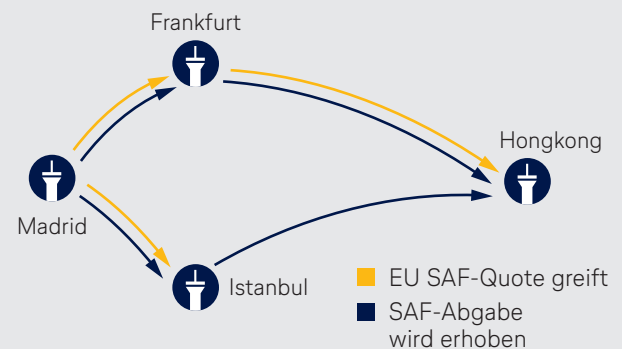 Frankfurt
Hongkong
Madrid
Istanbul
EU SAF-Quote greift
SAF-Abgabe
wird erhoben